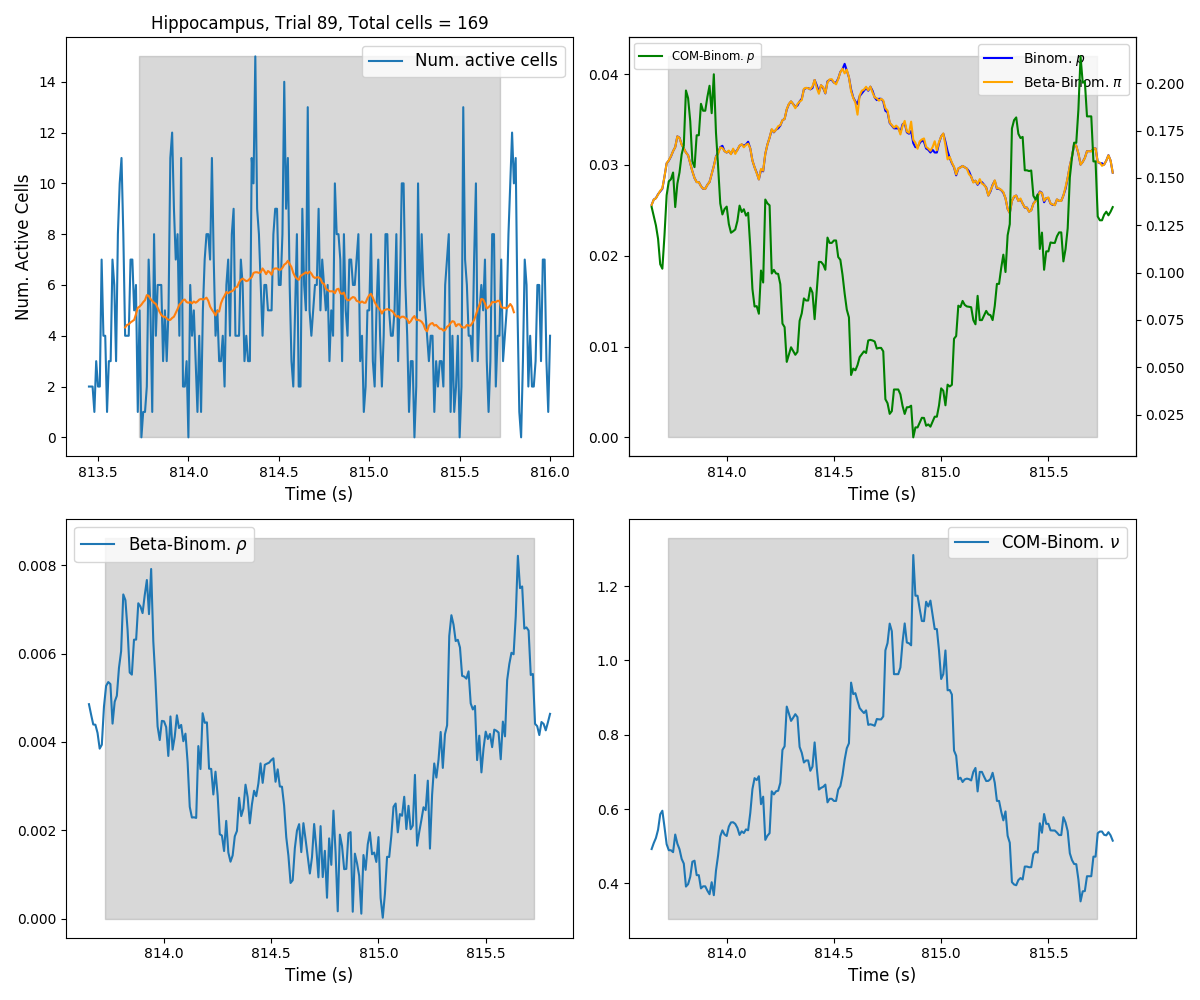 Hippocampus, Trial 89, Total cells = 169
Num. active cells
Num. Active Cells
14
12
10
8
6
4
2
0
813.5 814.0 814.5 815.0 815.5 816.0
Time (s)
COM-Binom. p
Binom. p
Beta-Binom. π
0.04
0.03
0.02
0.01
0.00
0.200
0.175
0.150
0.125
0.100
0.075
0.050
0.025
814.0 814.5 815.0 815.5
Time (s)
Beta-Binom. ρ
0.008
0.006
0.004
0.002
0.000
814.0 814.5 815.0 815.5
Time (s)
COM-Binom. ν
1.2
1.0
0.8
0.6
0.4
814.0 814.5 815.0 815.5
Time (s)